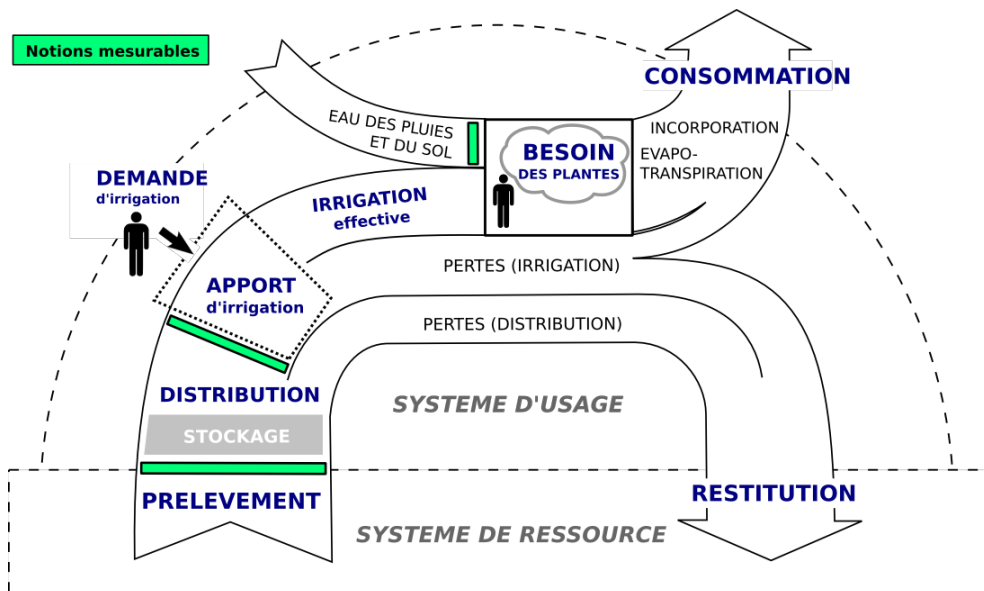 Notions mesurables
CONSOMMATION
EAU DES PLUIES
ET DU SOL
INCORPORATION
EVAPO-
TRANSPIRATION
BESOIN
DES PLANTES
DEMANDE
d'irrigation
IRRIGATION
effective
APPORT
d'irrigation
PERTES (IRRIGATION)
PERTES (DISTRIBUTION)
DISTRIBUTION
STOCKAGE
SYSTEME D'USAGE
PRELEVEMENT
RESTITUTION
SYSTEME DE RESSOURCE